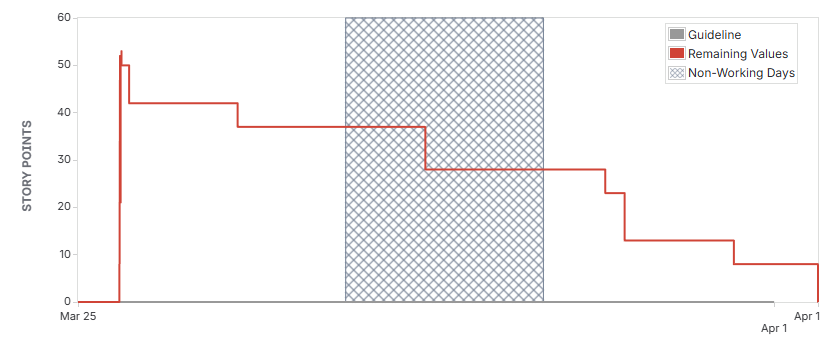 60
50
40
30
20
10
0
STORY POINTS
Guideline
Remaining Values
Non-Working Days
Mar 25
Apr 1
Apr 1